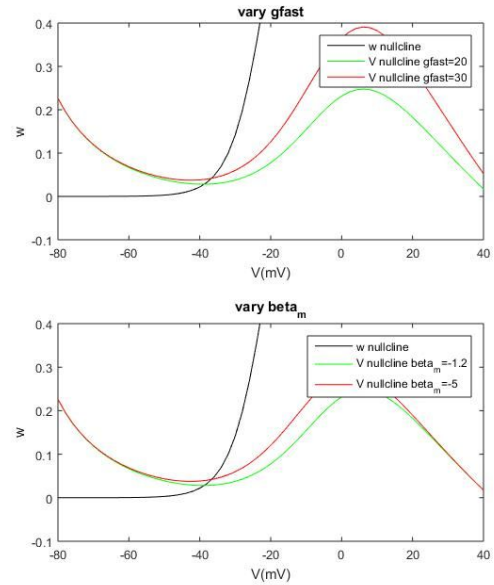 vary gfast
0.4
w nullcline
V nullcline gfast=20
0.3
V nullcline gfast=30
0.2
w
0.1
0
-0.1
-80 -60 -40 -20 0 20 40
V(mV)
vary beta_m
0.4
w nullcline
V nullcline beta_m=-1.2
0.3
V nullcline beta_m=-5
0.2
w
0.1
0
-0.1
-80 -60 -40 -20 0 20 40
V(mV)